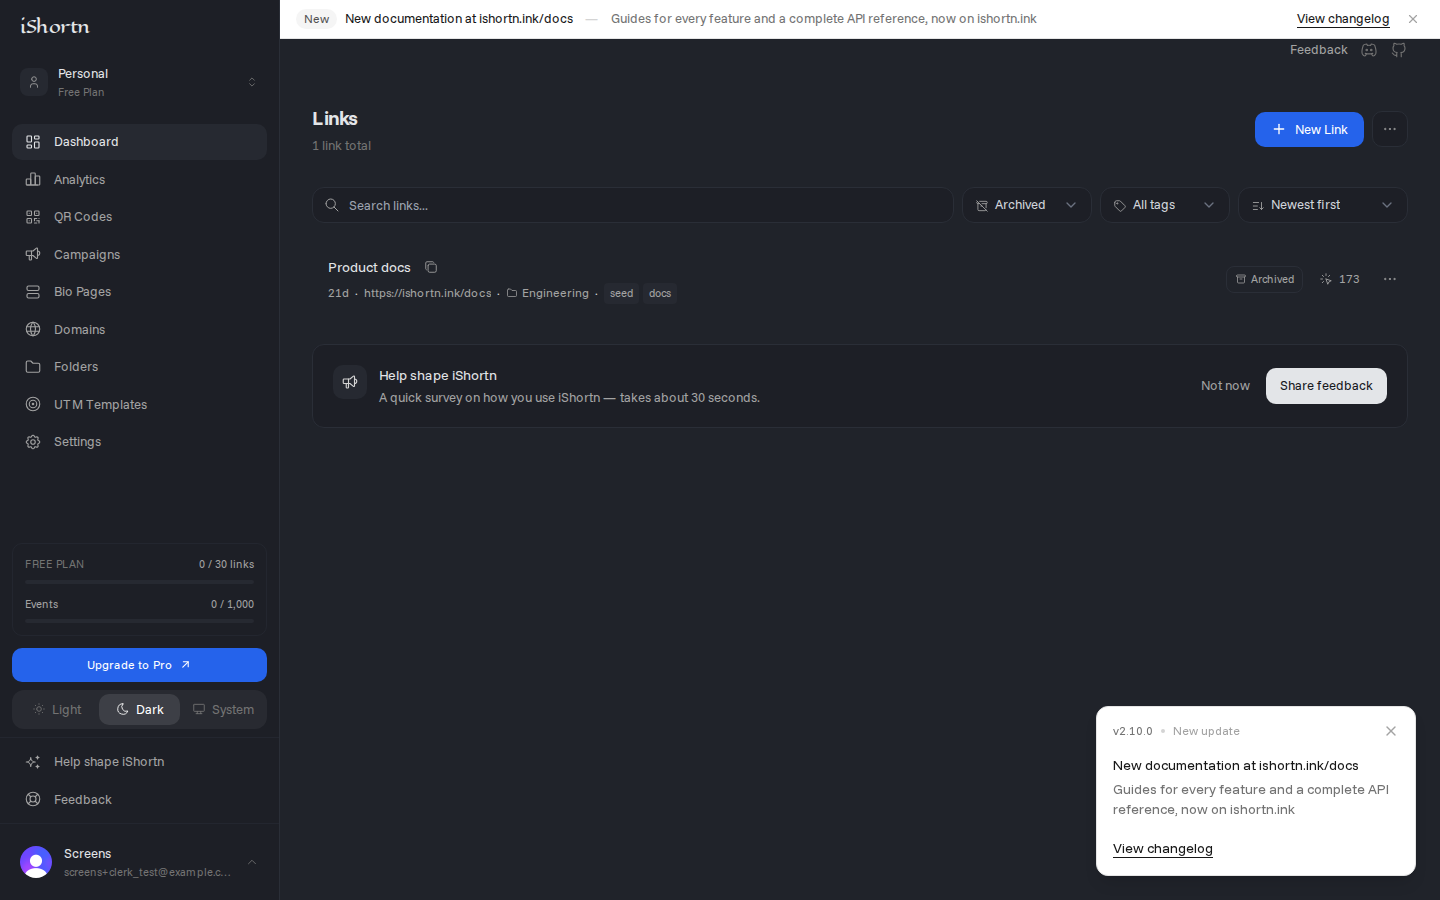 iShortn
Personal
Free Plan
Dashboard
Analytics
QR Codes
Campaigns
Bio Pages
Domains
Folders
UTM Templates
Settings
FREE PLAN 0 / 30 links
Events 0 / 1,000
Upgrade to Pro
Light Dark System
Help shape iShortn
Feedback
Screens
screens+clerk_test@example.c...
New New documentation at ishortn.ink/docs — Guides for every feature and a complete API reference, now on ishortn.ink View changelog
Feedback
Links
1 link total
New Link
Search links...
Archived
All tags
Newest first
Product docs
21d · https://ishortn.ink/docs · Engineering · seed docs
Archived 173
Help shape iShortn
A quick survey on how you use iShortn — takes about 30 seconds.
Not now
Share feedback
v2.10.0 • New update
New documentation at ishortn.ink/docs
Guides for every feature and a complete API
reference, now on ishortn.ink
View changelog